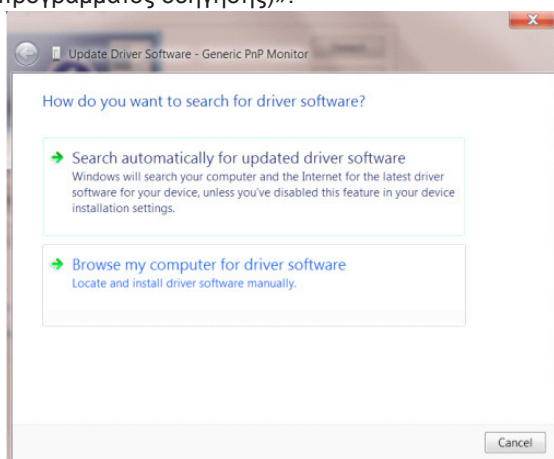 προγράμματος οδήγησης)».
Update Driver Software - Generic PnP Monitor
How do you want to search for driver software?
Search automatically for updated driver software
Windows will search your computer and the Internet for the latest driver
software for your device, unless you've disabled this feature in your device
installation settings.
Browse my computer for driver software
Locate and install driver software manually.
Cancel